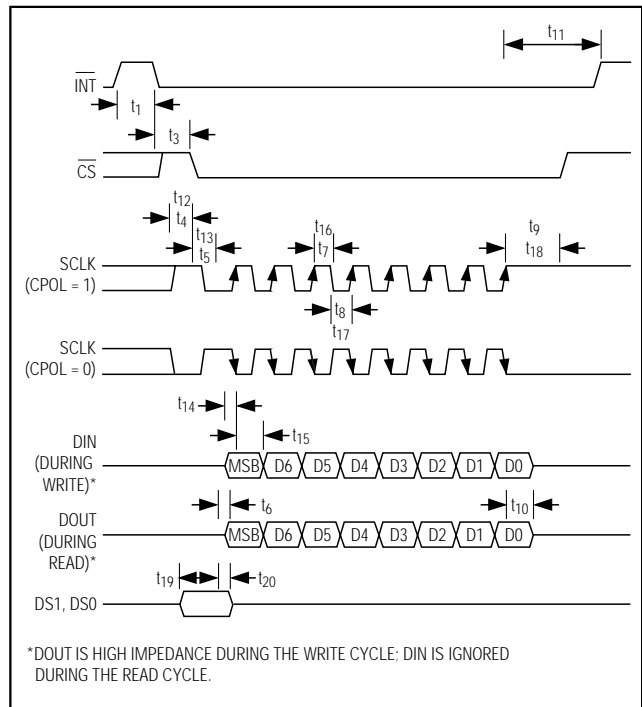 t11
INT
t1
t3
CS
t12
t4
t13
t5
t16
t7
t9
t18
SCLK
(CPOL = 1)
t8
t17
SCLK
(CPOL = 0)
t14
t15
DIN
(DURING
WRITE)*
MSB D6 D5 D4 D3 D2 D1 D0
t6
t10
DOUT
(DURING
READ)*
MSB D6 D5 D4 D3 D2 D1 D0
t19
t20
DS1, DS0
*DOUT IS HIGH IMPEDANCE DURING THE WRITE CYCLE; DIN IS IGNORED
DURING THE READ CYCLE.